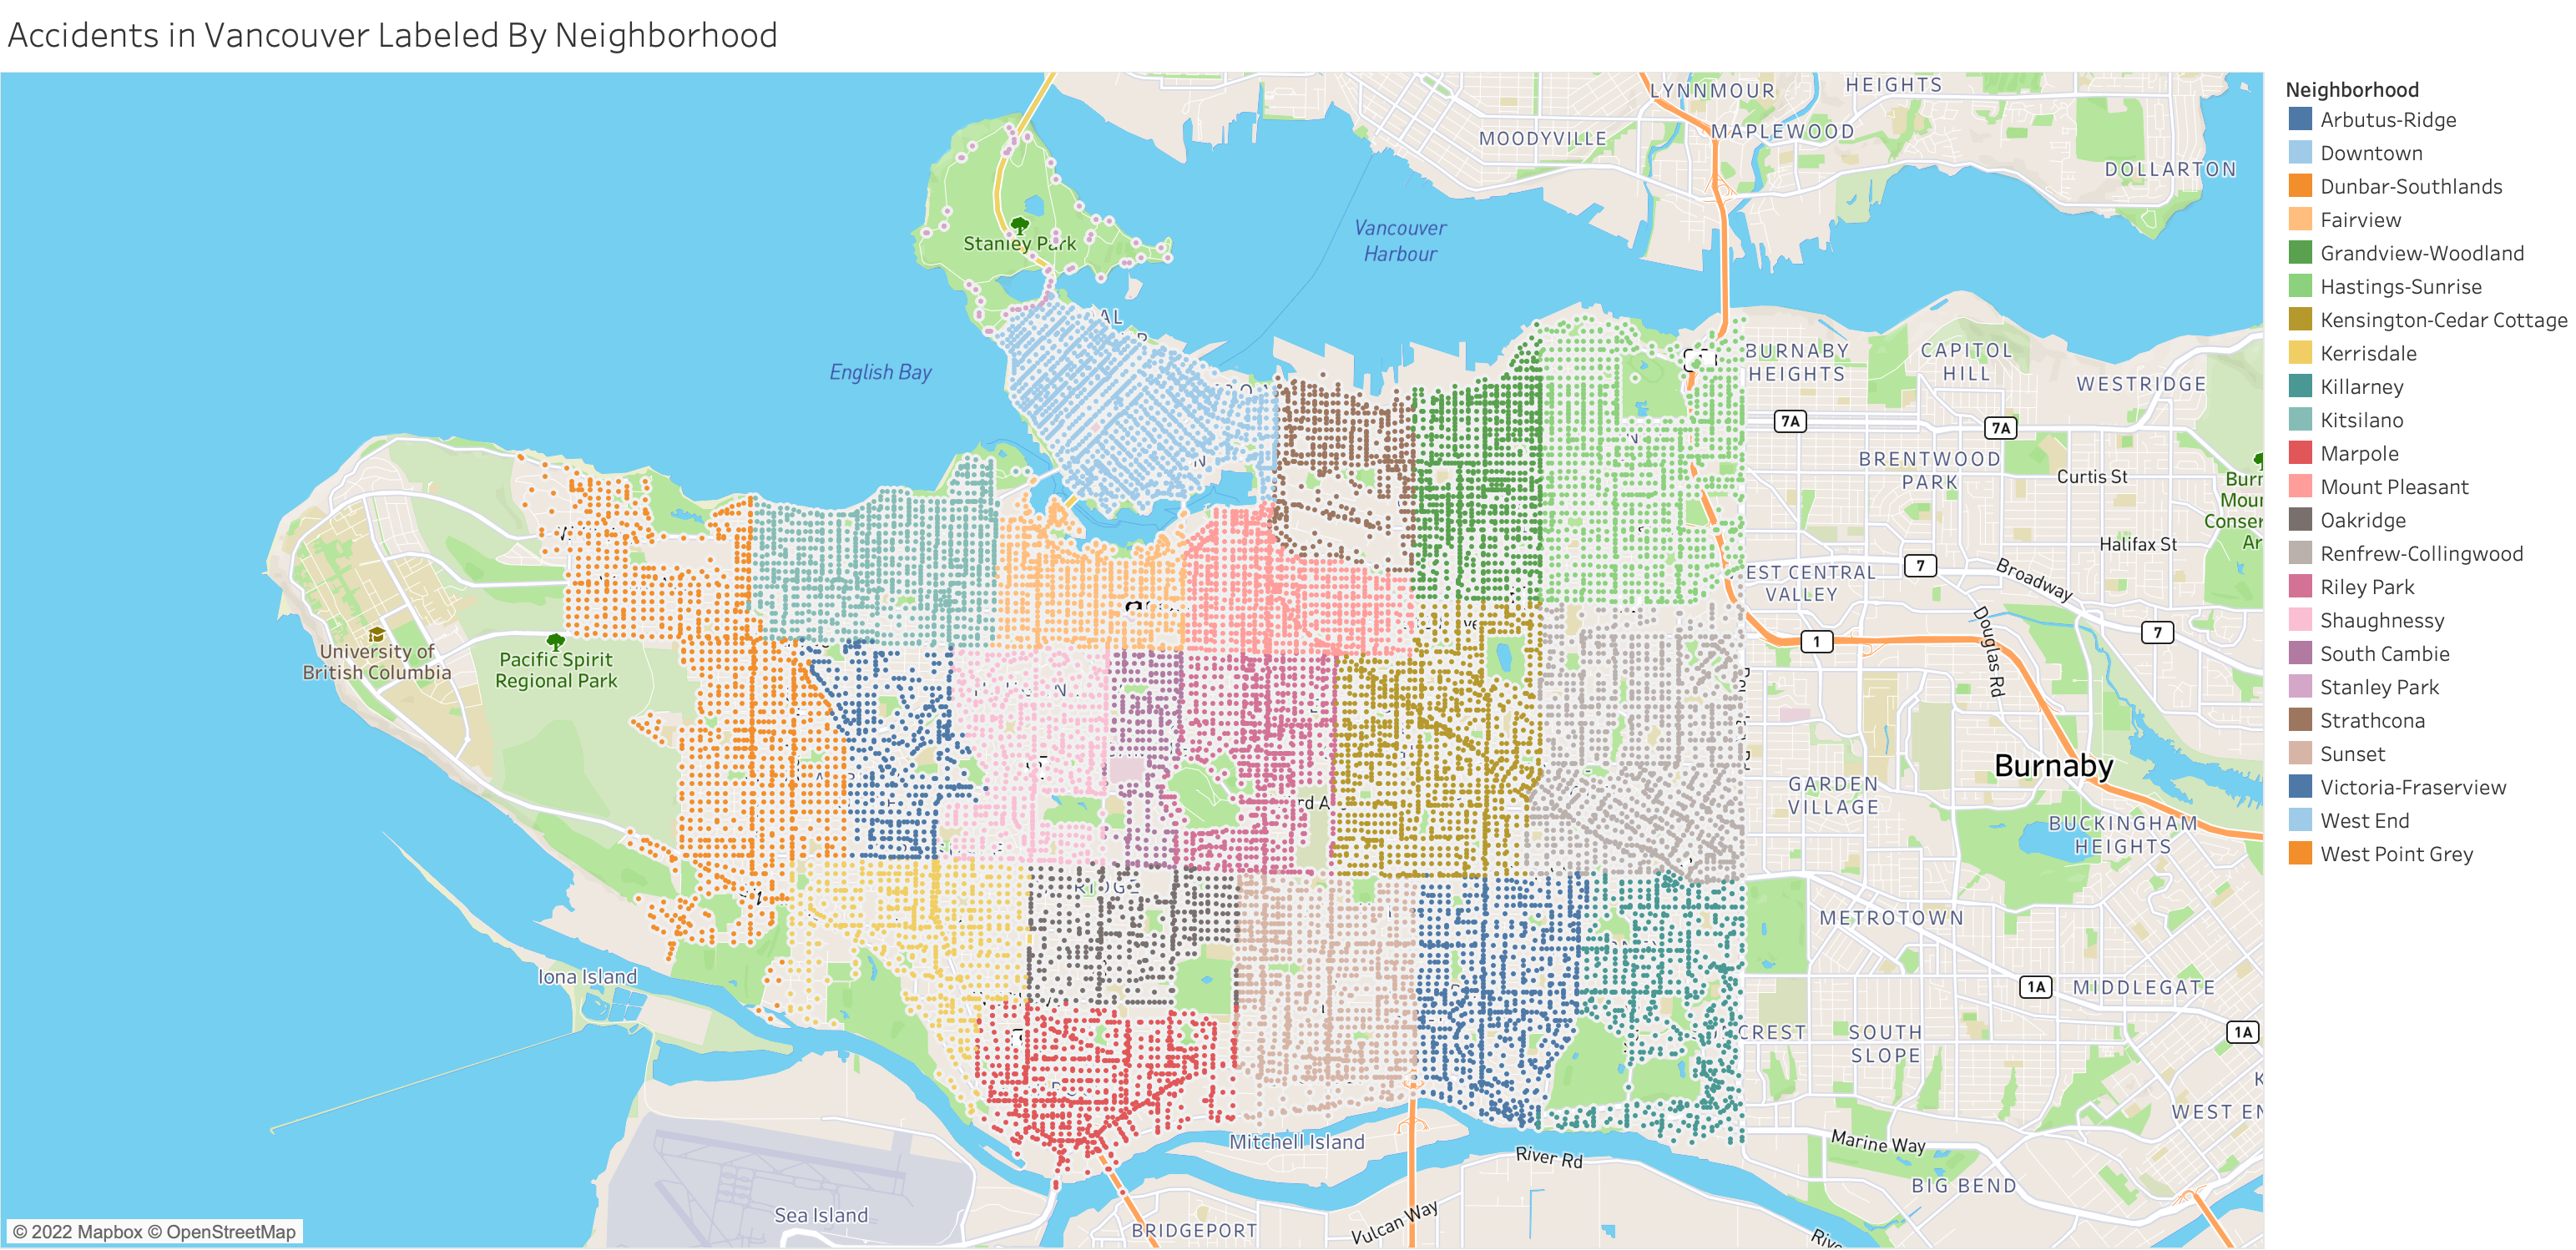 Accidents in Vancouver Labeled By Neighborhood
LYNNMOUR
HEIGHTS
MOODYVILLE
MAPLEWOOD
DOLLARTON
Stanley Park
Vancouver
Harbour
English Bay
BURNABY
HEIGHTS
CAPITOL
HILL
WESTRIDGE
7A
7A
BRENTWOOD
PARK
Curtis St
Halifax St
7
Broadway
7
Douglas Rd
1
University of
British Columbia
Pacific Spirit
Regional Park
Burnaby
GARDEN
VILLAGE
BUCKINGHAM
HEIGHTS
METROTOWN
1A
MIDDLEGATE
1A
CREST
SOUTH
SLOPE
Iona Island
Mitchell Island
River Rd
Marine Way
BIG BEND
Sea Island
BRIDGEPORT
Vulcan Way
© 2022 Mapbox © OpenStreetMap
Neighborhood
Arbutus-Ridge
Downtown
Dunbar-Southlands
Fairview
Grandview-Woodland
Hastings-Sunrise
Kensington-Cedar Cottage
Kerrisdale
Killarney
Kitsilano
Marpole
Mount Pleasant
Oakridge
Renfrew-Collingwood
Riley Park
Shaughnessy
South Cambie
Stanley Park
Strathcona
Sunset
Victoria-Fraserview
West End
West Point Grey